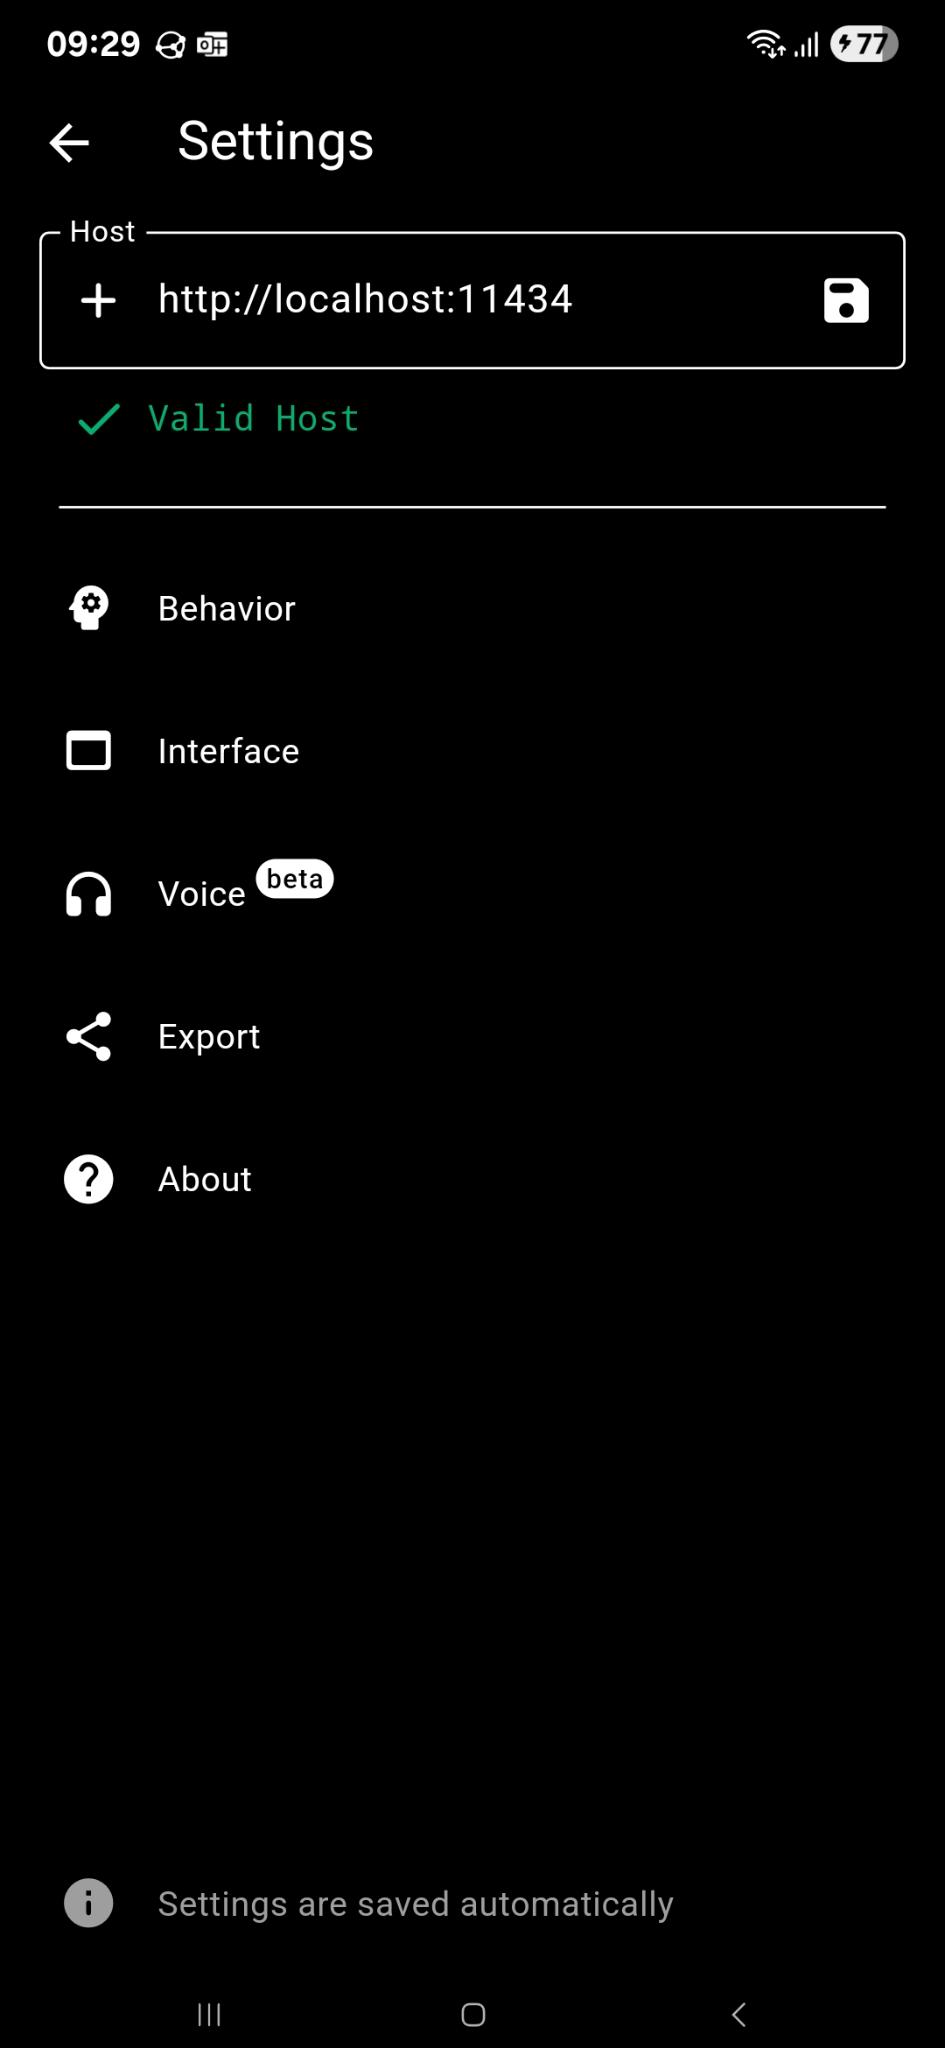 09:29
77
Settings
Host
http://localhost:11434
Valid Host
Behavior
Interface
Voice beta
Export
About
Settings are saved automatically